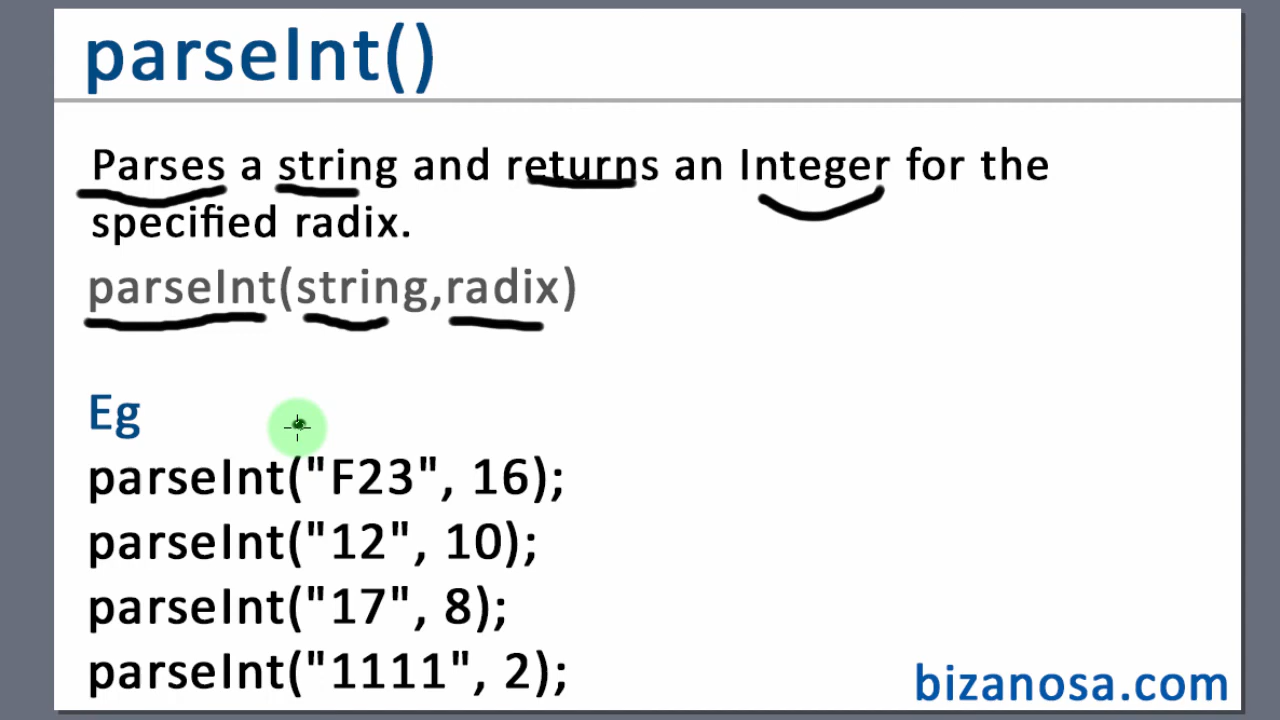 parseInt()
Parses a string and returns an Integer for the
specified radix.
parseInt(string,radix)
Eg
parseInt("F23", 16);
parseInt("12", 10);
parseInt("17", 8);
parseInt("1111", 2);
bizanosa.com